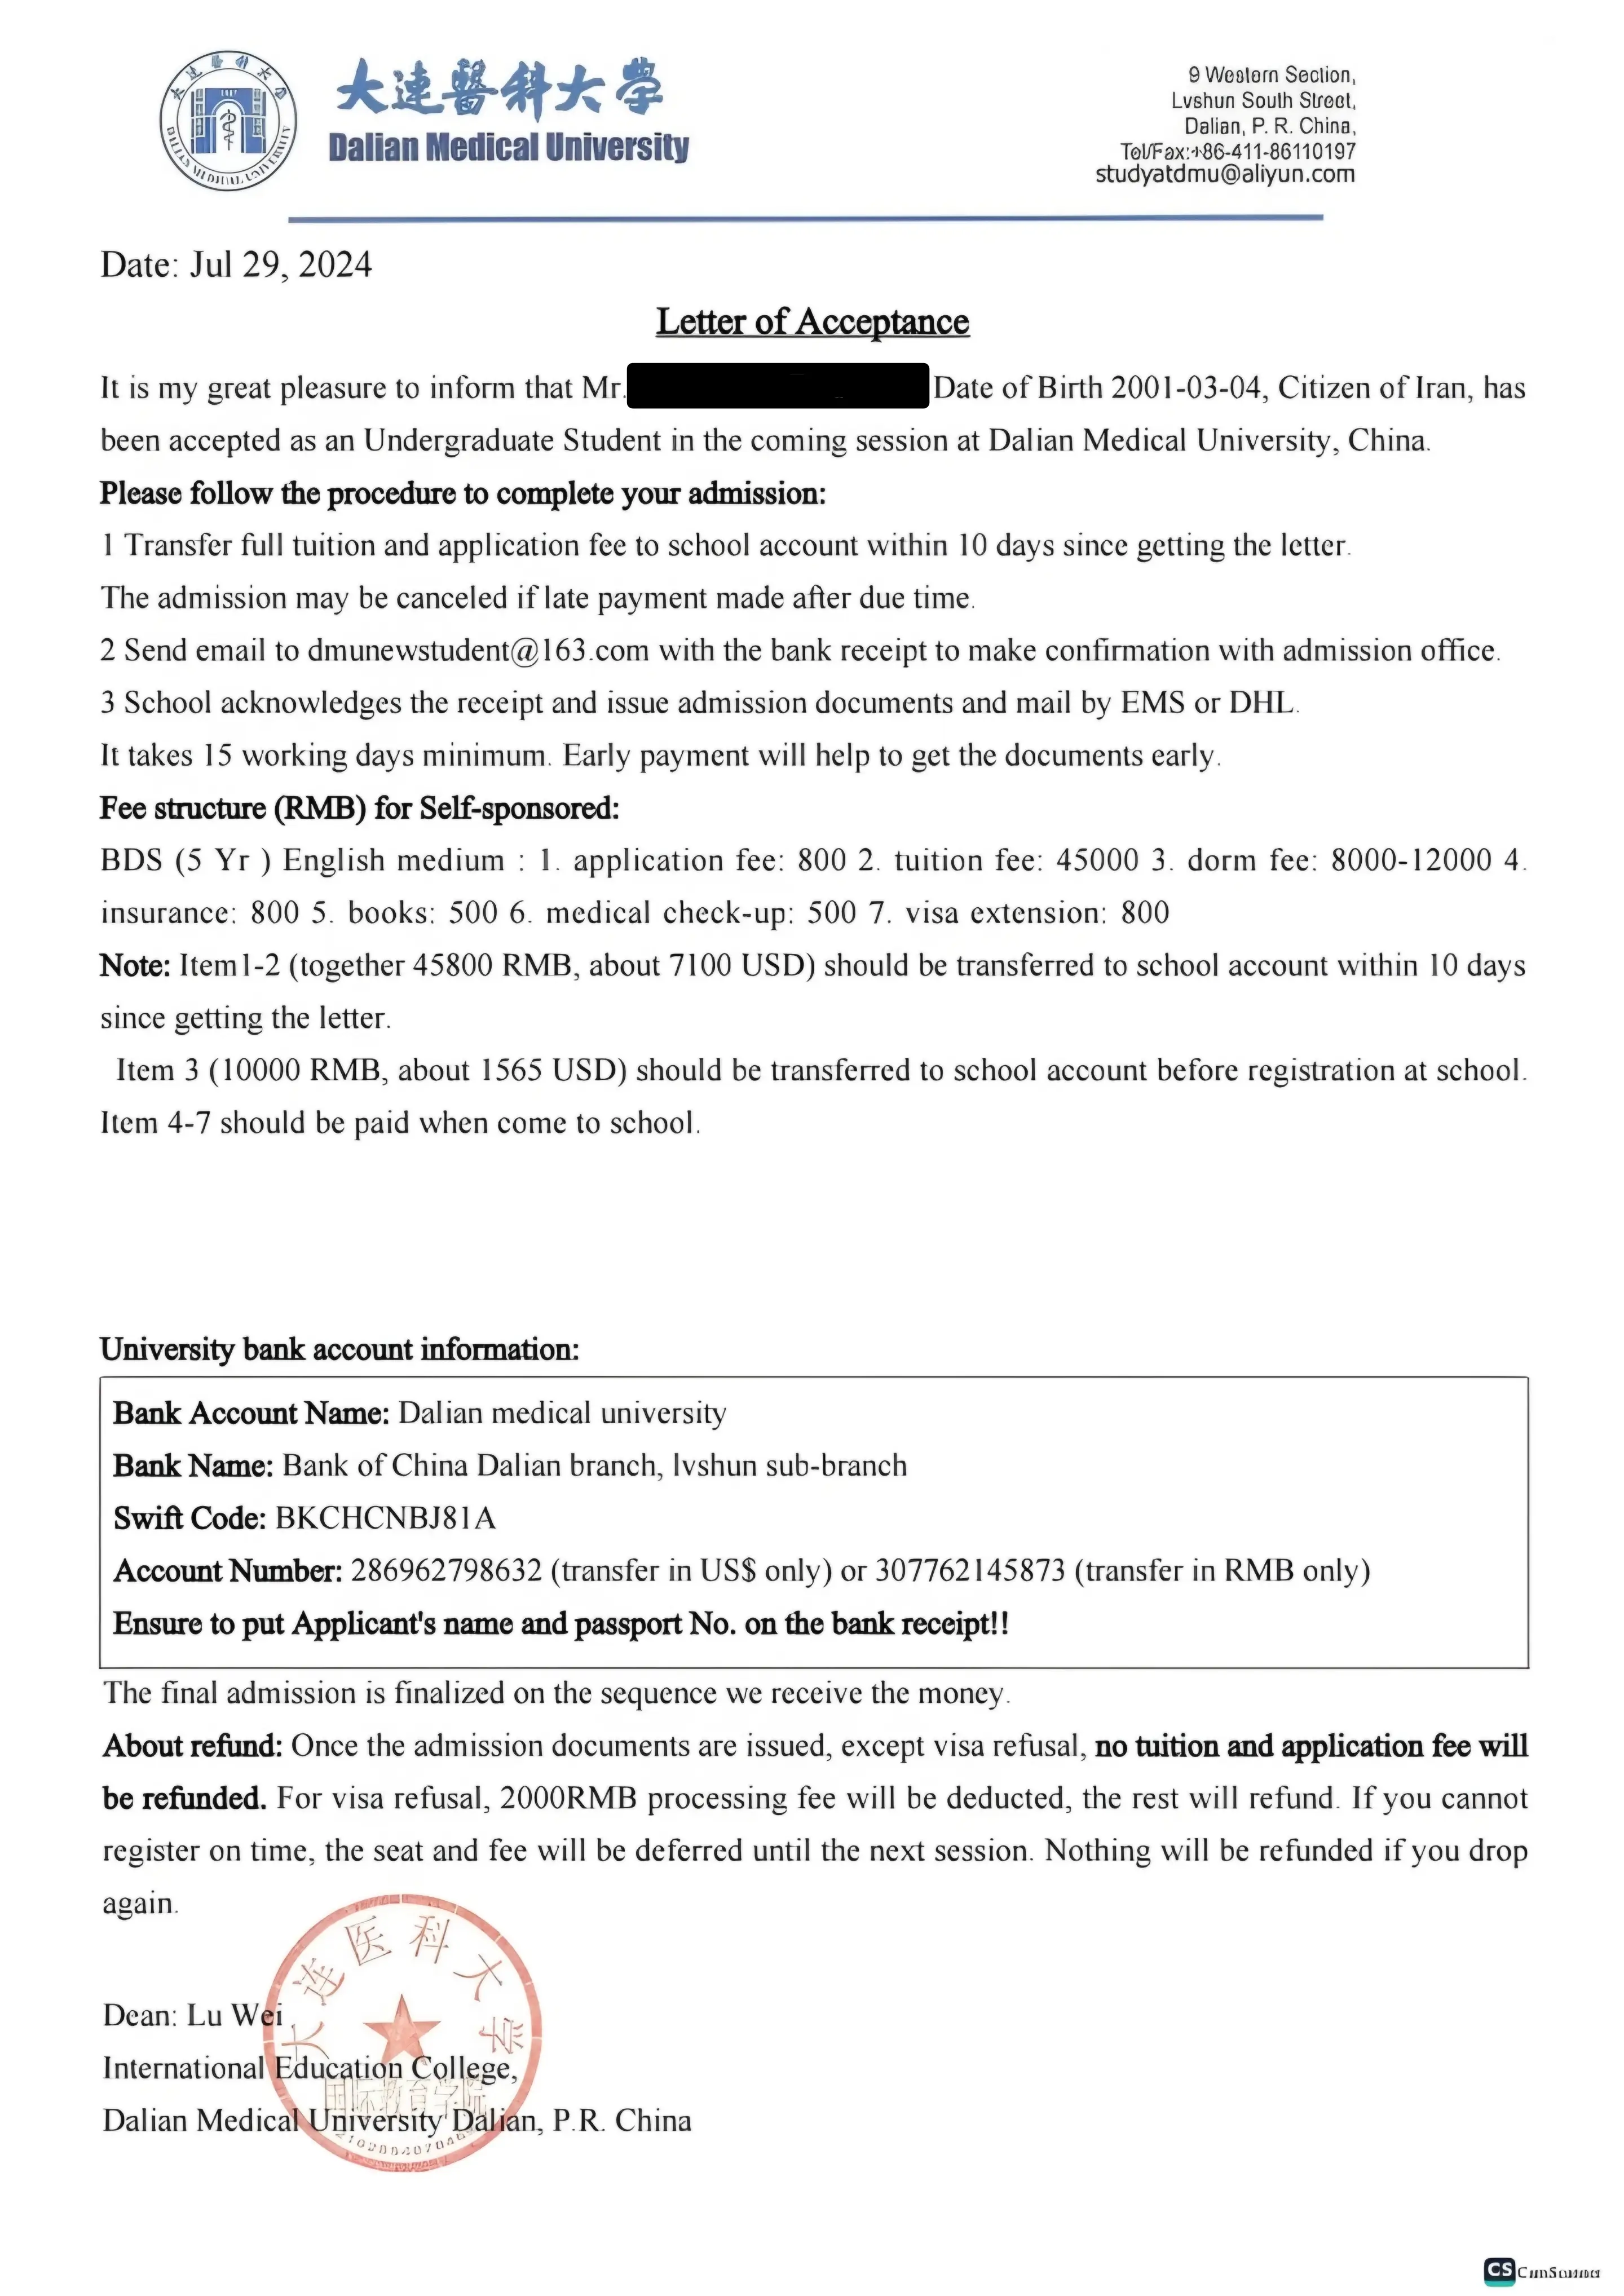 大連醫科大學
Dalian Medical University
DALIAN MEDICAL UNIVERSITY
9 Western Section,
Lvshun South Street,
Dalian, P. R. China,
Tel/Fax:+86-411-86110197
studyatdmu@aliyun.com
Date: Jul 29, 2024
Letter of Acceptance
It is my great pleasure to inform that Mr. Date of Birth 2001-03-04, Citizen of Iran, has
been accepted as an Undergraduate Student in the coming session at Dalian Medical University, China.
Please follow the procedure to complete your admission:
1 Transfer full tuition and application fee to school account within 10 days since getting the letter.
The admission may be canceled if late payment made after due time.
2 Send email to dmunewstudent@163.com with the bank receipt to make confirmation with admission office.
3 School acknowledges the receipt and issue admission documents and mail by EMS or DHL.
It takes 15 working days minimum. Early payment will help to get the documents early.
Fee structure (RMB) for Self-sponsored:
BDS (5 Yr ) English medium : 1. application fee: 800 2. tuition fee: 45000 3. dorm fee: 8000-12000 4.
insurance: 800 5. books: 500 6. medical check-up: 500 7. visa extension: 800
Note: Item1-2 (together 45800 RMB, about 7100 USD) should be transferred to school account within 10 days
since getting the letter.
Item 3 (10000 RMB, about 1565 USD) should be transferred to school account before registration at school.
Item 4-7 should be paid when come to school.
University bank account information:
Bank Account Name: Dalian medical university
Bank Name: Bank of China Dalian branch, lvshun sub-branch
Swift Code: BKCHCNBJ81A
Account Number: 286962798632 (transfer in US$ only) or 307762145873 (transfer in RMB only)
Ensure to put Applicant's name and passport No. on the bank receipt!!
The final admission is finalized on the sequence we receive the money.
About refund: Once the admission documents are issued, except visa refusal, no tuition and application fee will
be refunded. For visa refusal, 2000RMB processing fee will be deducted, the rest will refund. If you cannot
register on time, the seat and fee will be deferred until the next session. Nothing will be refunded if you drop
again.
大连医科大学
国际教育学院
Dean: Lu Wei
International Education College,
Dalian Medical University Dalian, P.R. China
CS CamScanner